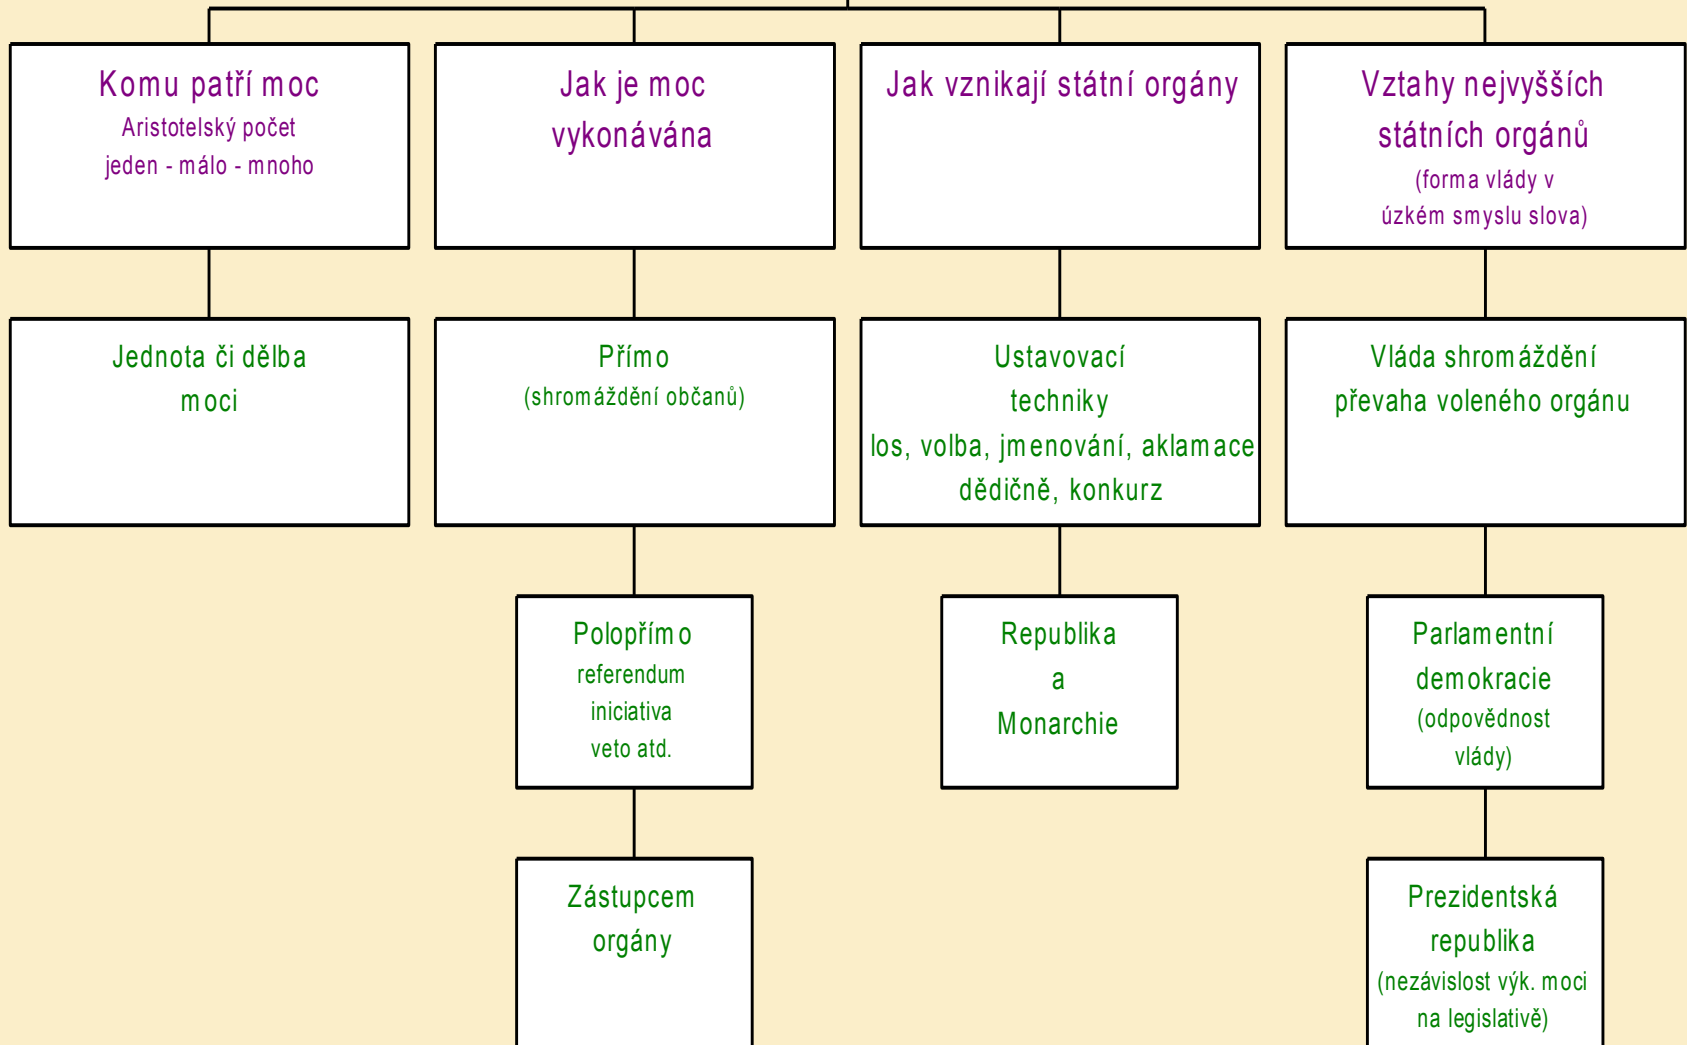 Komu patří moc
Aristotelský počet
jeden - málo - mnoho
Jak je moc
vykonávána
Jak vznikají státní orgány
Vztahy nejvyšších
státních orgánů
(forma vlády v
úzkém smyslu slova)
Jednota či dělba
moci
Přímo
(shromáždění občanů)
Ustavovací
techniky
los, volba, jmenování, aklamace
dědičně, konkurz
Vláda shromáždění
převaha voleného orgánu
Polopřímo
referendum
iniciativa
veto atd.
Republika
a
Monarchie
Parlamentní
demokracie
(odpovědnost
vlády)
Zástupcem
orgány
Prezidentská
republika
(nezávislost výk. moci
na legislativě)